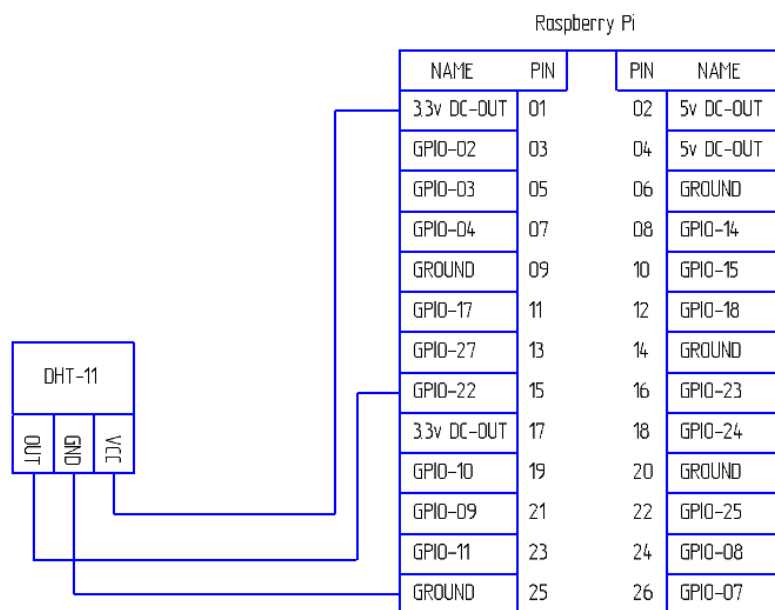 Raspberry Pi
NAME PIN PIN NAME
3.3v DC-OUT 01 02 5v DC-OUT
GPIO-02 03 04 5v DC-OUT
GPIO-03 05 06 GROUND
GPIO-04 07 08 GPIO-14
GROUND 09 10 GPIO-15
GPIO-17 11 12 GPIO-18
GPIO-27 13 14 GROUND
GPIO-22 15 16 GPIO-23
3.3v DC-OUT 17 18 GPIO-24
GPIO-10 19 20 GROUND
GPIO-09 21 22 GPIO-25
GPIO-11 23 24 GPIO-08
GROUND 25 26 GPIO-07
DHT-11
OUT GND VCC